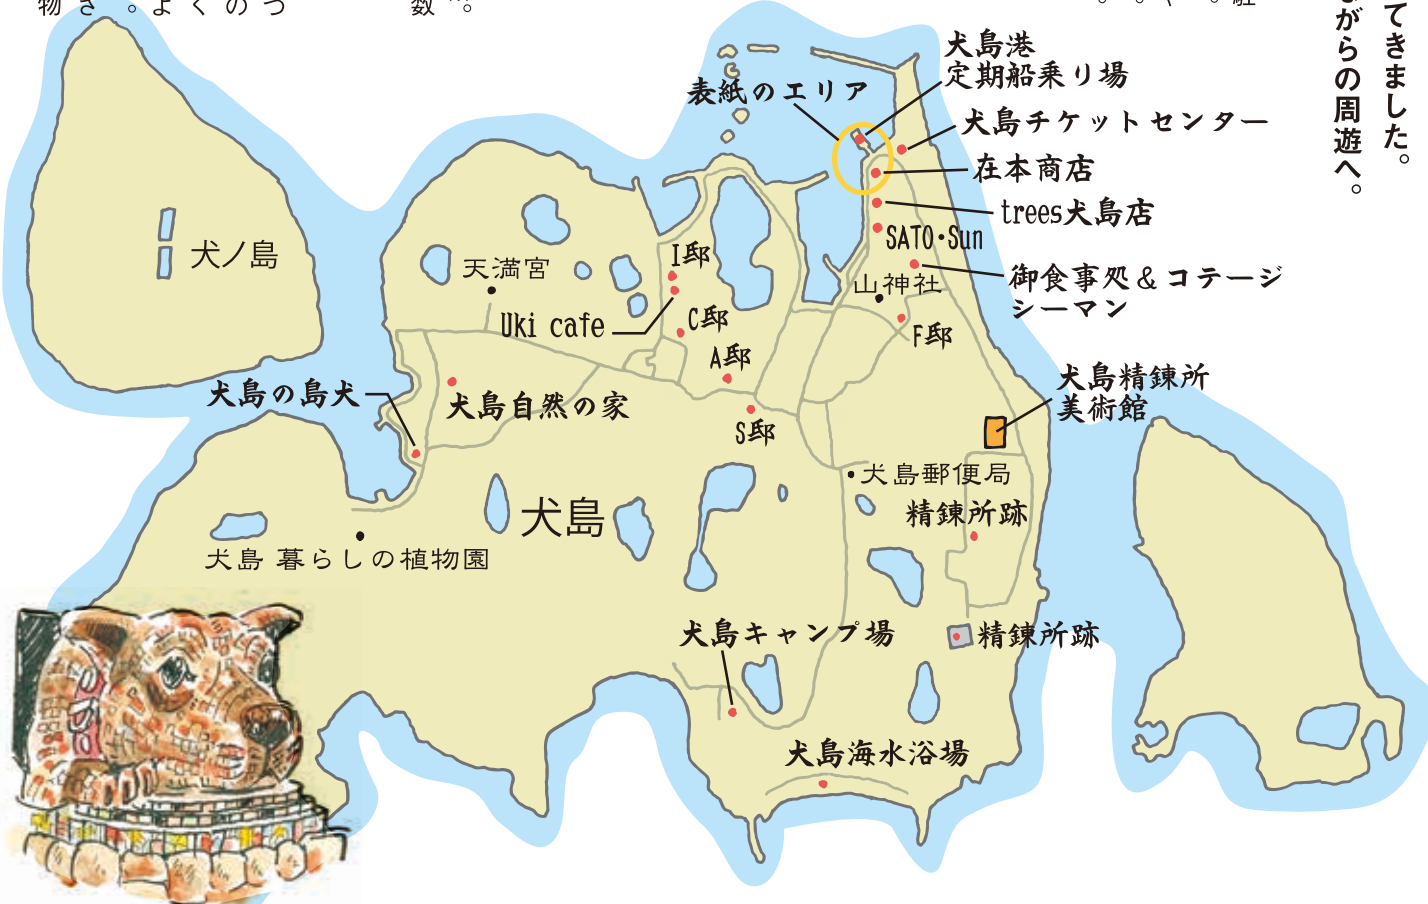 てきました。
がらの周遊へ。
数
物
さ
。
よ
く
の
つ
犬島港
定期船乗り場
表紙のエリア
犬島チケットセンター
在本商店
trees犬島店
SATO・Sun
御食事処&コテージ
シーマン
山神社
F邸
犬ノ島
天満宮
I邸
Uki cafe
C邸
A邸
S邸
犬島の島犬
犬島自然の家
犬島精錬所
美術館
犬島郵便局
精錬所跡
犬島
犬島 暮らしの植物園
犬島キャンプ場
精錬所跡
犬島海水浴場